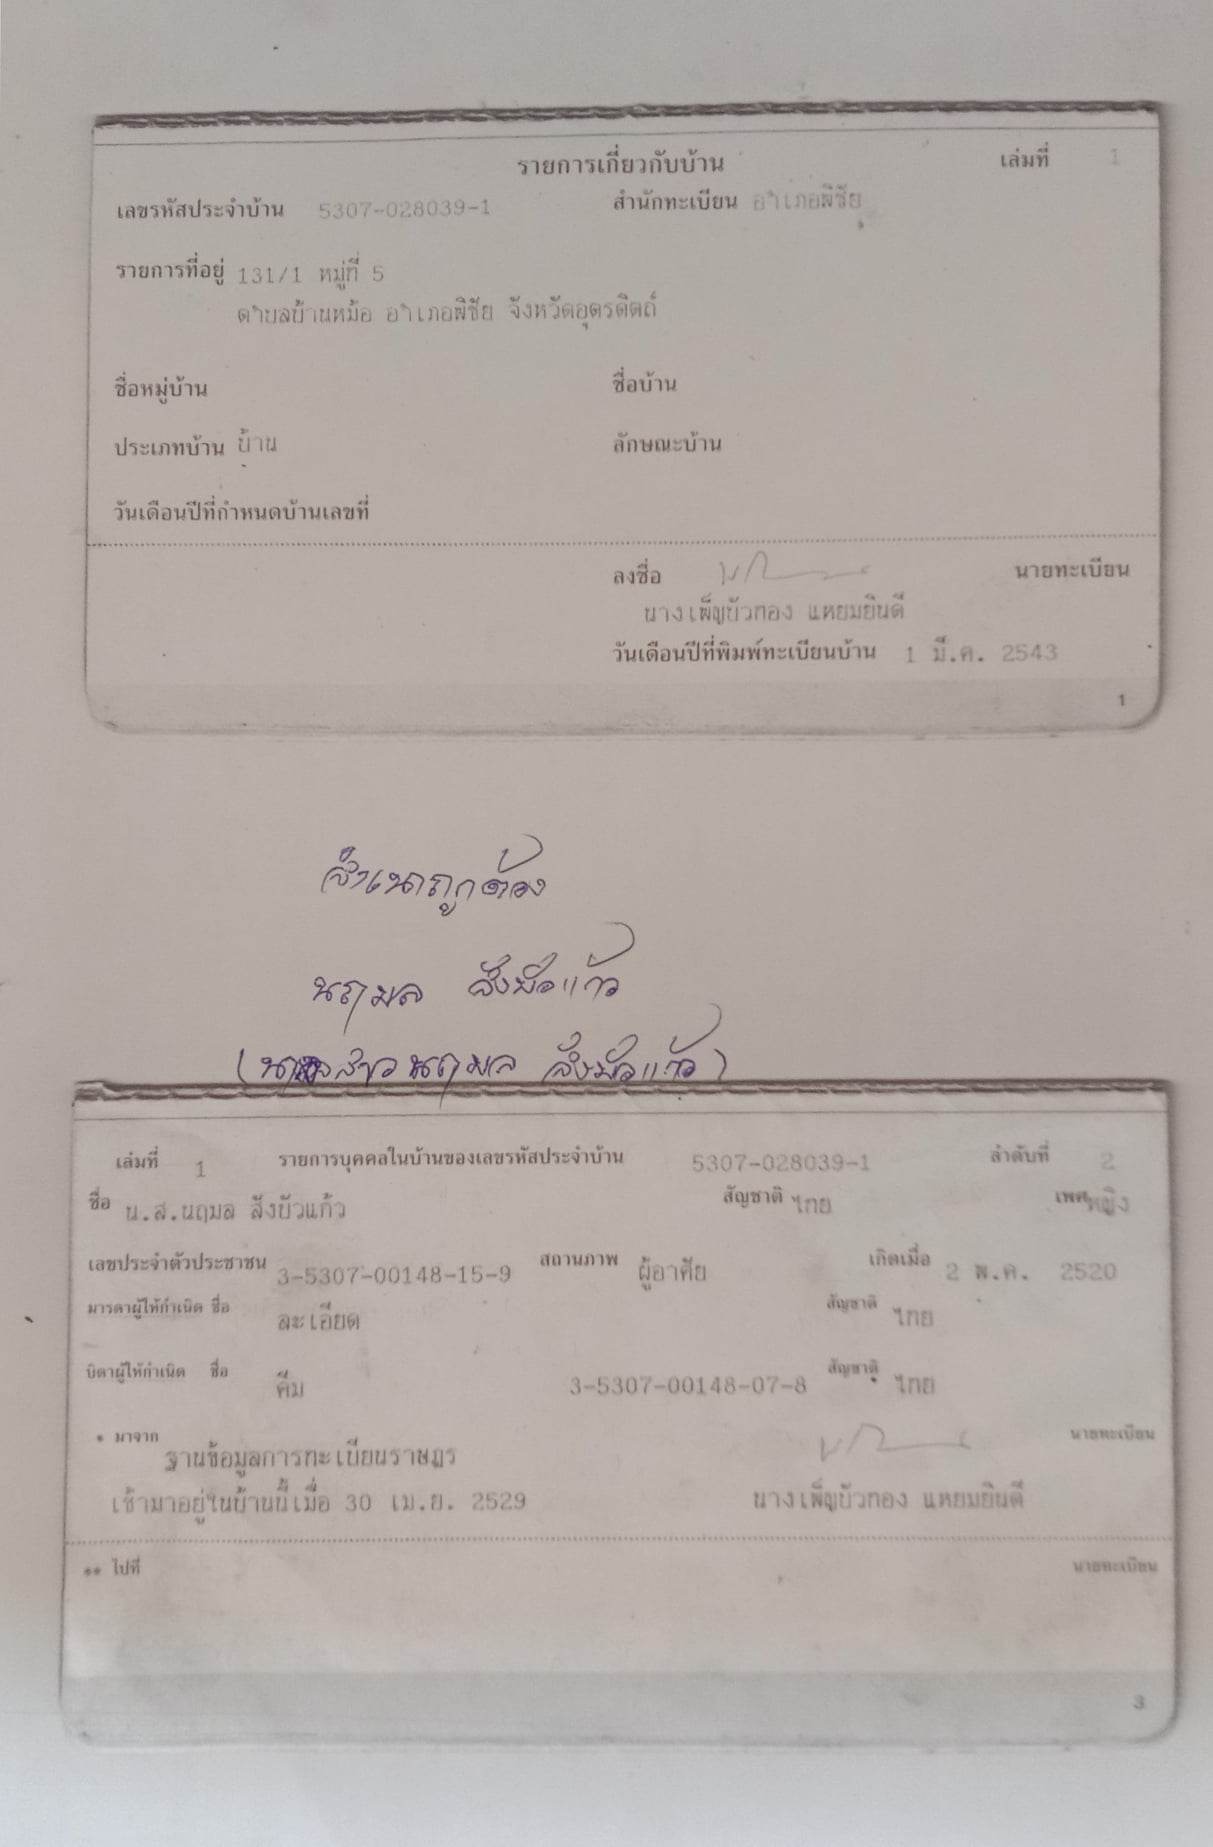 รายการเกี่ยวกับบ้าน เล่มที่ 1
เลขรหัสประจำบ้าน 5307-028039-1 สำนักทะเบียน อำเภอพิชัย
รายการที่อยู่ 131/1 หมู่ที่ 5
ตำบลบ้านหม้อ อำเภอพิชัย จังหวัดอุตรดิตถ์
ชื่อหมู่บ้าน ชื่อบ้าน
ประเภทบ้าน บ้าน ลักษณะบ้าน
วันเดือนปีที่กำหนดบ้านเลขที่
ลงชื่อ นายทะเบียน
นางเพ็ญบัวทอง แหยมยินดี
วันเดือนปีที่พิมพ์ทะเบียนบ้าน 1 มี.ค. 2543
1
สำเนาถูกต้อง
นฤมล สังบัวแก้ว
(นางสาวนฤมล สังบัวแก้ว)
เล่มที่ 1 รายการบุคคลในบ้านของเลขรหัสประจำบ้าน 5307-028039-1 ลำดับที่ 2
ชื่อ น.ส.นฤมล สังบัวแก้ว สัญชาติ ไทย เพศ หญิง
เลขประจำตัวประชาชน 3-5307-00148-15-9 สถานภาพ ผู้อาศัย เกิดเมื่อ 2 พ.ค. 2520
มารดาผู้ให้กำเนิด ชื่อ ละเอียด สัญชาติ ไทย
บิดาผู้ให้กำเนิด ชื่อ คีม 3-5307-00148-07-8 สัญชาติ ไทย
* มาจาก นายทะเบียน
ฐานข้อมูลการทะเบียนราษฎร
เข้ามาอยู่ในบ้านนี้เมื่อ 30 เม.ย. 2529 นางเพ็ญบัวทอง แหยมยินดี
** ไปที่ นายทะเบียน
3